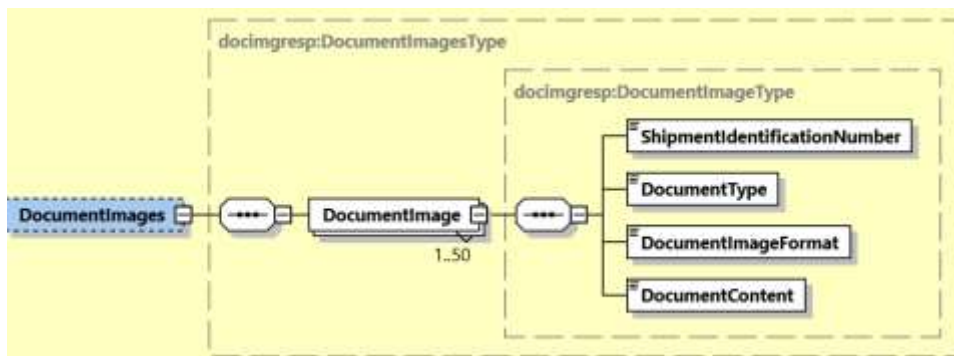 docimgresp:DocumentImagesType
docimgresp:DocumentImageType
ShipmentIdentificationNumber
DocumentType
DocumentImages
DocumentImage
DocumentImageFormat
1..50
DocumentContent